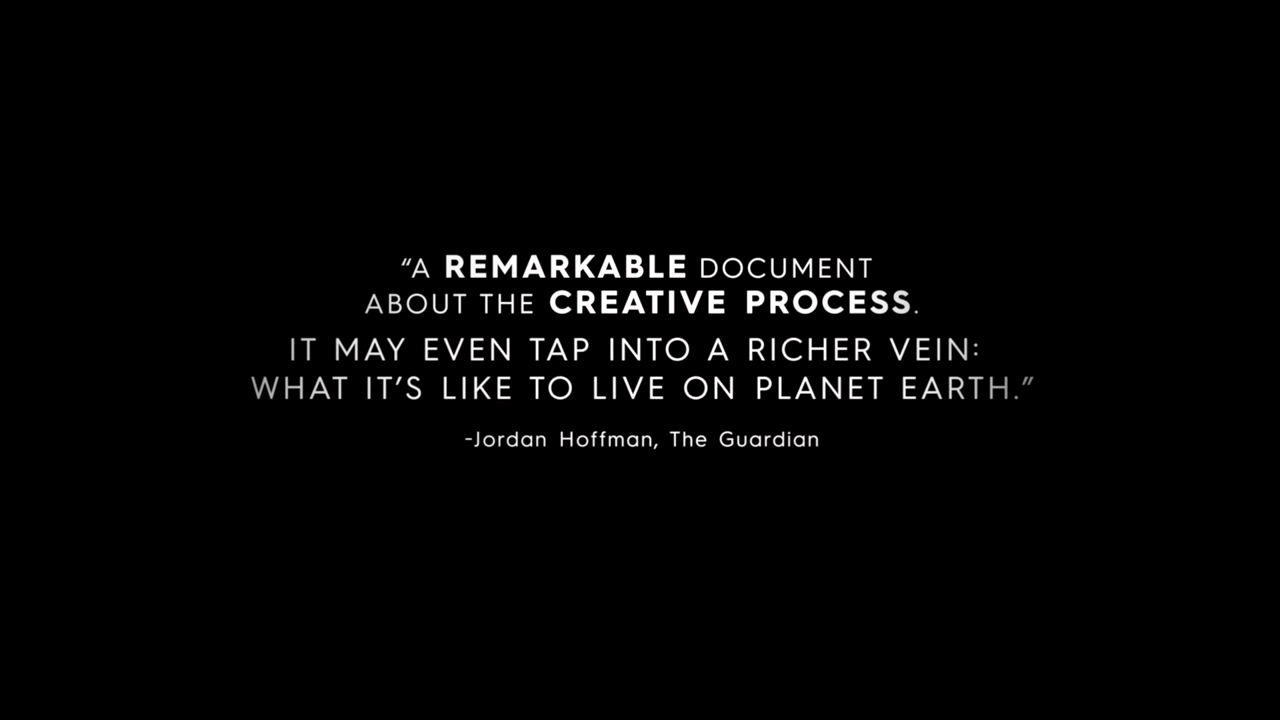 “A REMARKABLE DOCUMENT
ABOUT THE CREATIVE PROCESS.
IT MAY EVEN TAP INTO A RICHER VEIN:
WHAT IT’S LIKE TO LIVE ON PLANET EARTH.”
-Jordan Hoffman, The Guardian